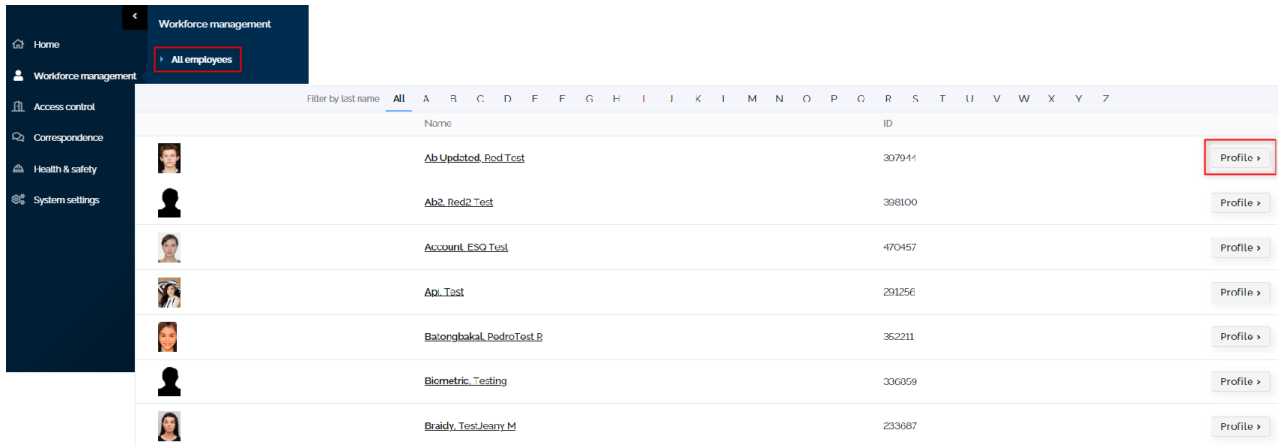 Workforce management
All employees
Home
Workforce management
Access control
Correspondence
Health & safety
System settings
Filter by last name All A B C D E F G H I J K L M N O P Q R S T U V W X Y Z
Name ID
Ab Updated, Red Test 307944 Profile ›
Ab2, Red2 Test 398100 Profile ›
Account, ESQ Test 470457 Profile ›
Api, Test 291256 Profile ›
Batongbakal, PedroTest R 352211 Profile ›
Biometric, Testing 336859 Profile ›
Braidy, TestJeany M 233687 Profile ›